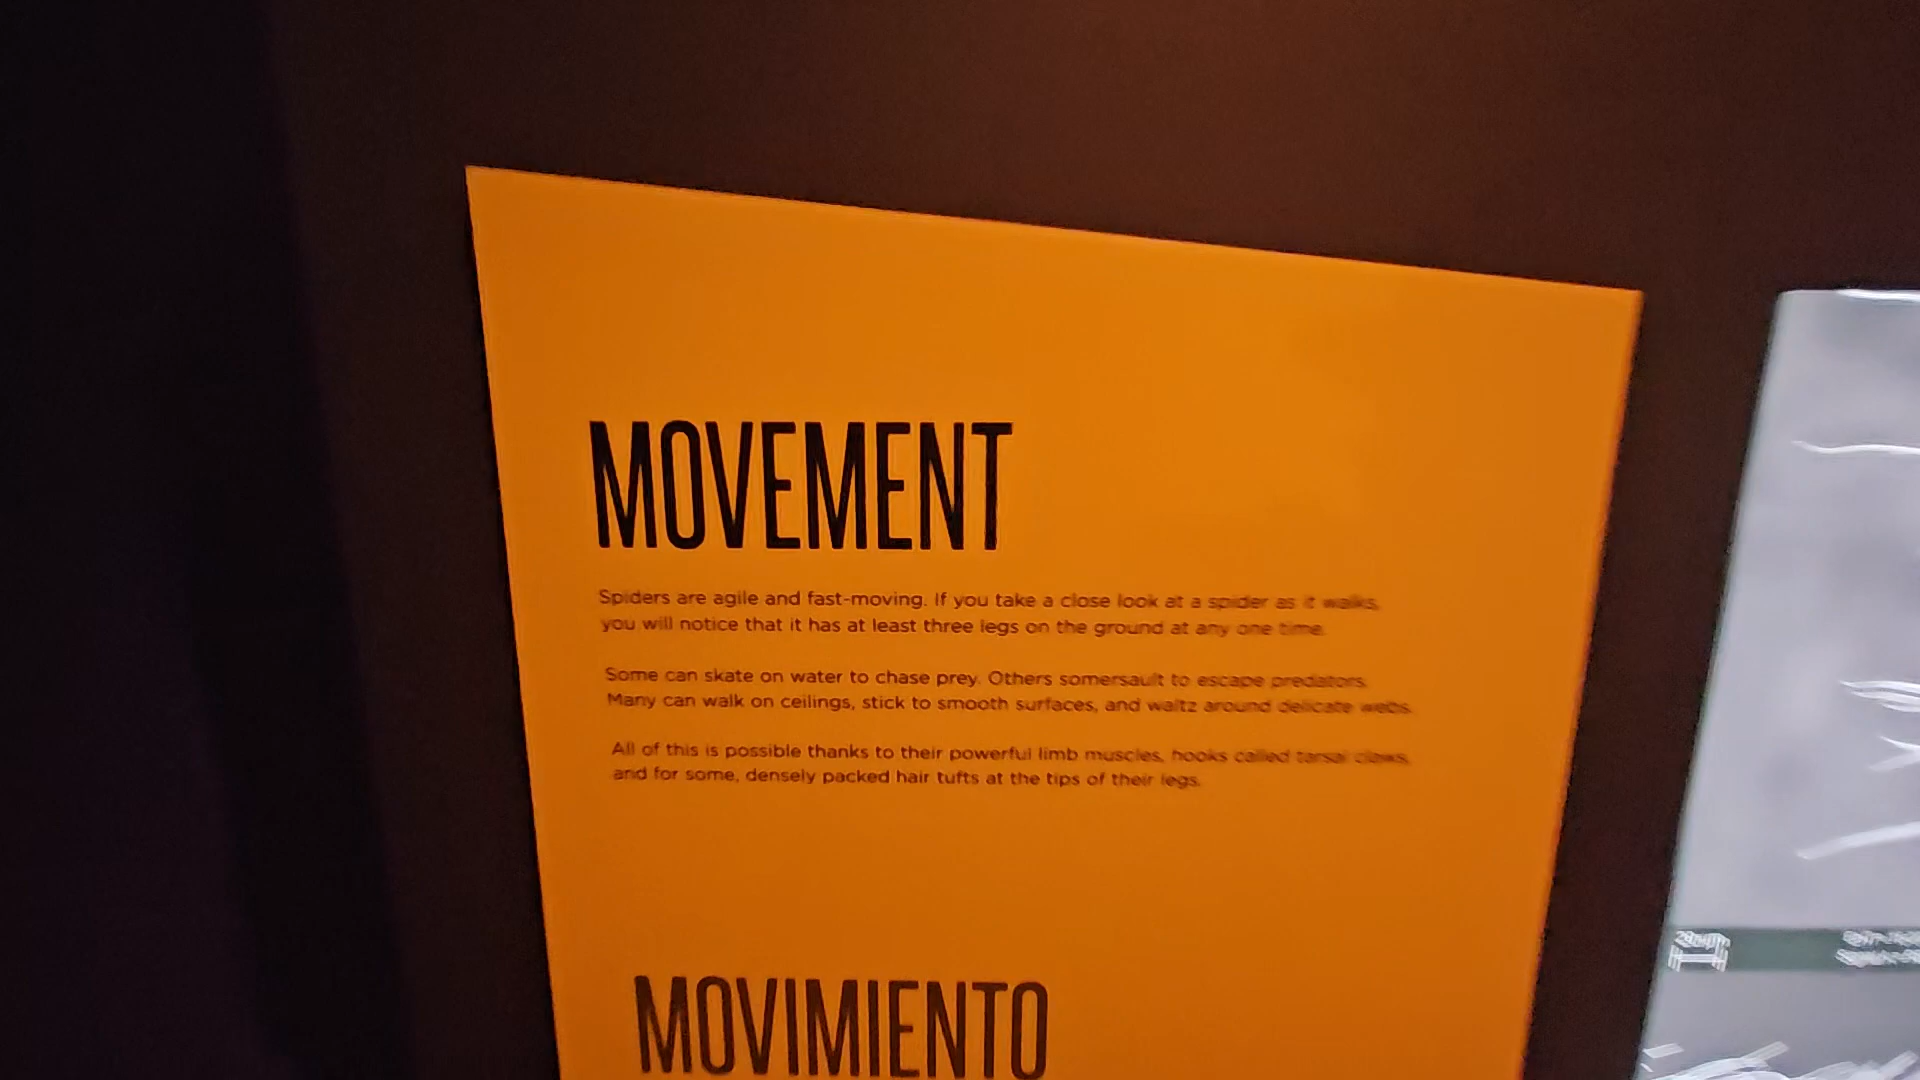 MOVEMENT
Spiders are agile and fast-moving. If you take a close look at a spider as it walks,
you will notice that it has at least three legs on the ground at any one time.
Some can skate on water to chase prey. Others somersault to escape predators.
Many can walk on ceilings, stick to smooth surfaces, and waltz around delicate webs.
All of this is possible thanks to their powerful limb muscles, hooks called tarsal claws,
and for some, densely packed hair tufts at the tips of their legs.
MOVIMIENTO